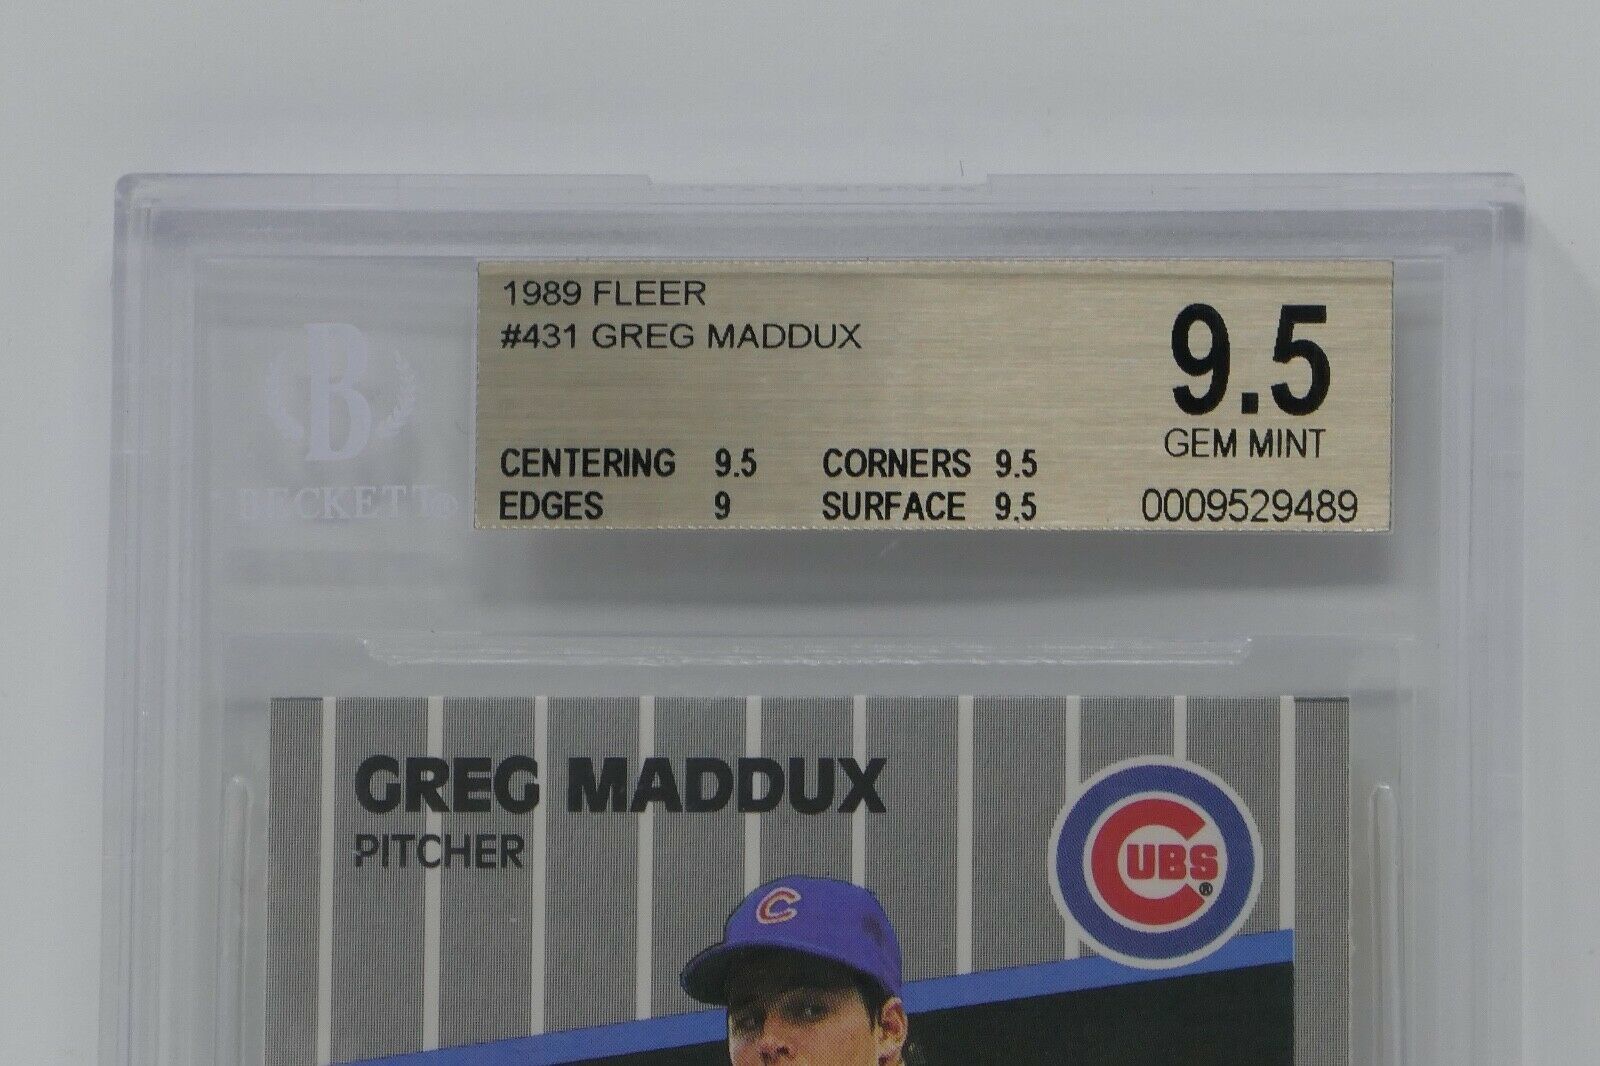 1989 FLEER
#431 GREG MADDUX
9.5
GEM MINT
CENTERING 9.5 CORNERS 9.5
EDGES 9 SURFACE 9.5
0009529489
B
BECKETT®
GREG MADDUX
PITCHER
CUBS®
C